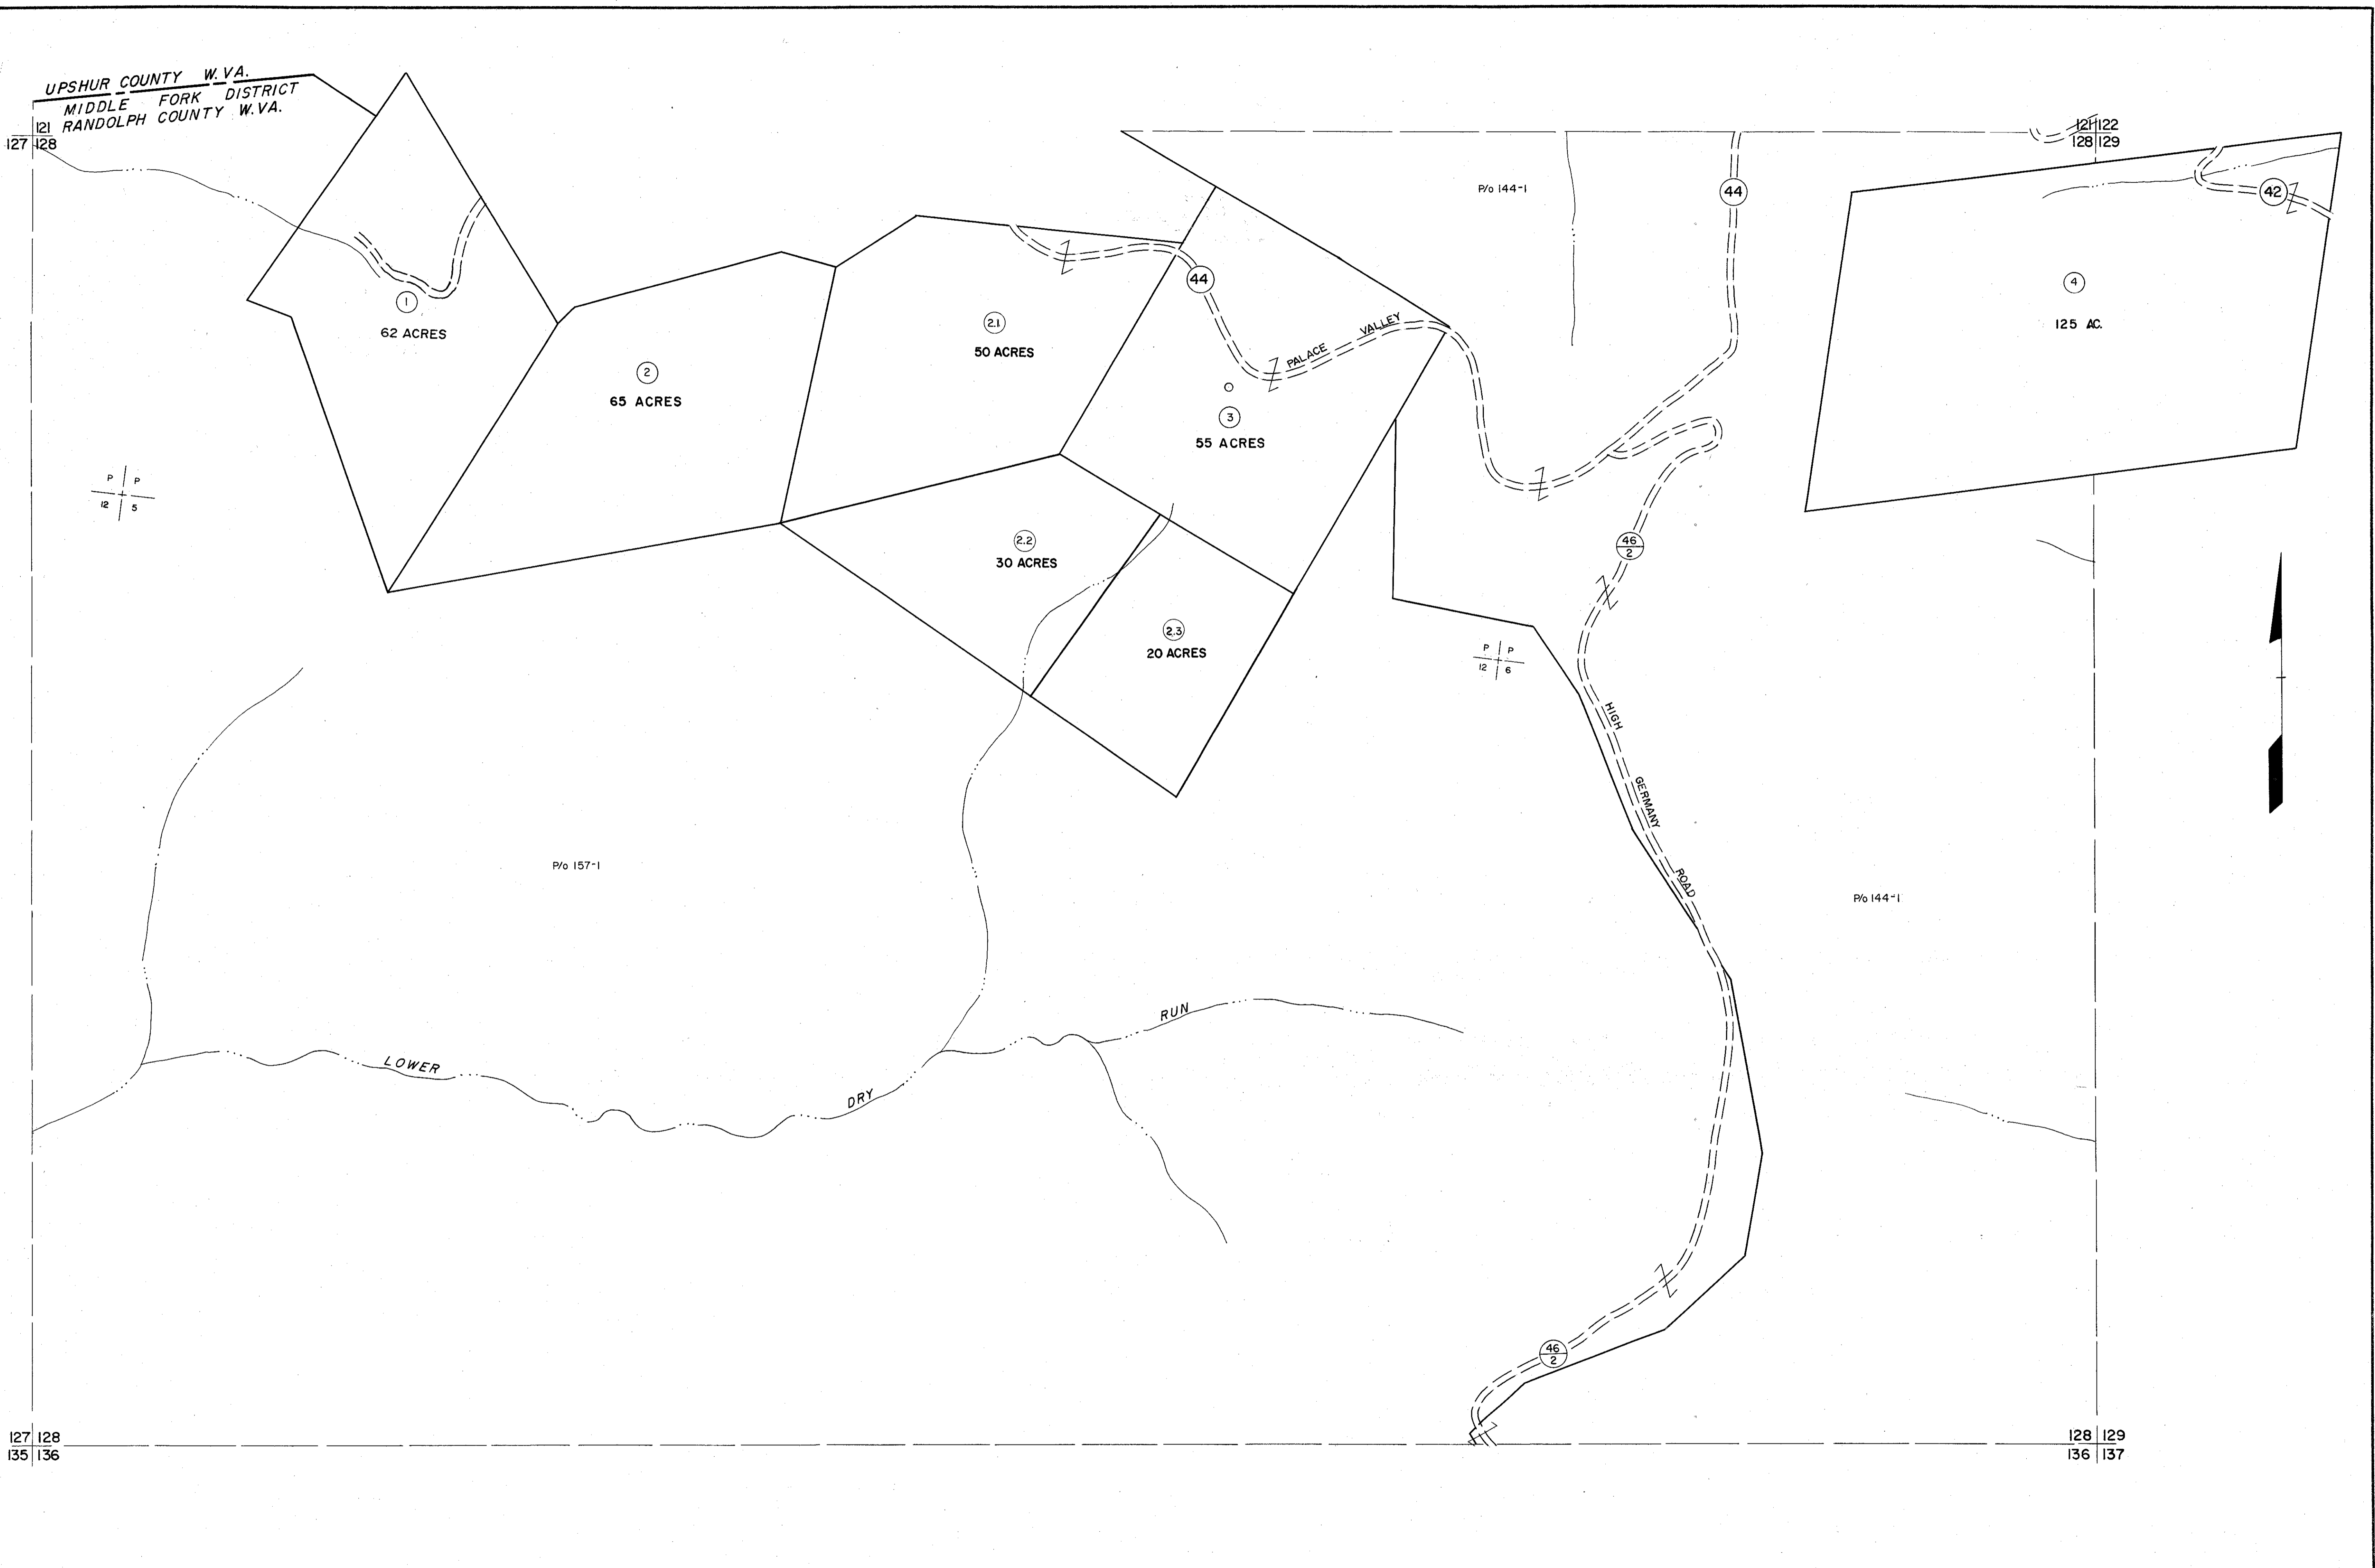 UPSHUR COUNTY W. VA.
MIDDLE FORK DISTRICT
RANDOLPH COUNTY W.VA.
121
127 128
121 122
128 129
P/o 144-1
44
42
44
1
62 ACRES
2
65 ACRES
2.1
50 ACRES
PALACE VALLEY
3
55 ACRES
4
125 AC.
P P
12 5
2.2
30 ACRES
46
2
2.3
20 ACRES
P P
12 6
HIGH GERMANY ROAD
P/o 157-1
P/o 144-1
LOWER DRY RUN
46
2
127 128
135 136
128 129
136 137